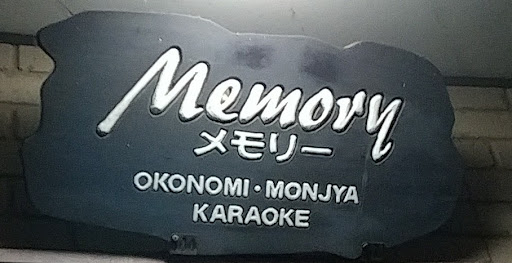 Memory
メモリー
OKONOMI・MONJYA
KARAOKE